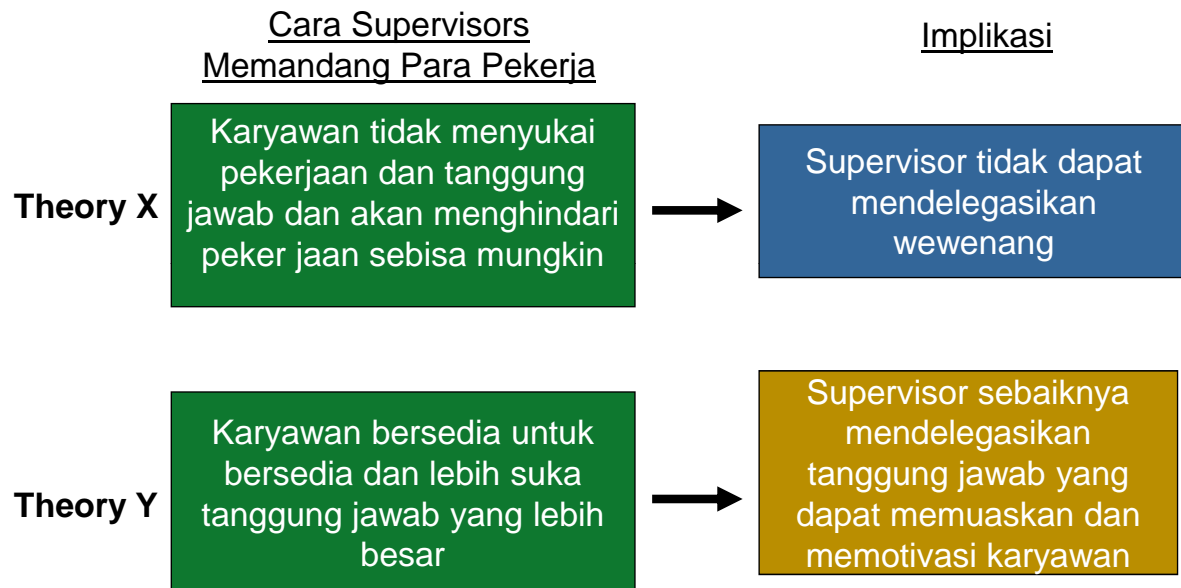 Cara Supervisors
Memandang Para Pekerja
Implikasi
Theory X
Karyawan tidak menyukai
pekerjaan dan tanggung
jawab dan akan menghindari
peker jaan sebisa mungkin
Supervisor tidak dapat
mendelegasikan
wewenang
Theory Y
Karyawan bersedia untuk
bersedia dan lebih suka
tanggung jawab yang lebih
besar
Supervisor sebaiknya
mendelegasikan
tanggung jawab yang
dapat memuaskan dan
memotivasi karyawan